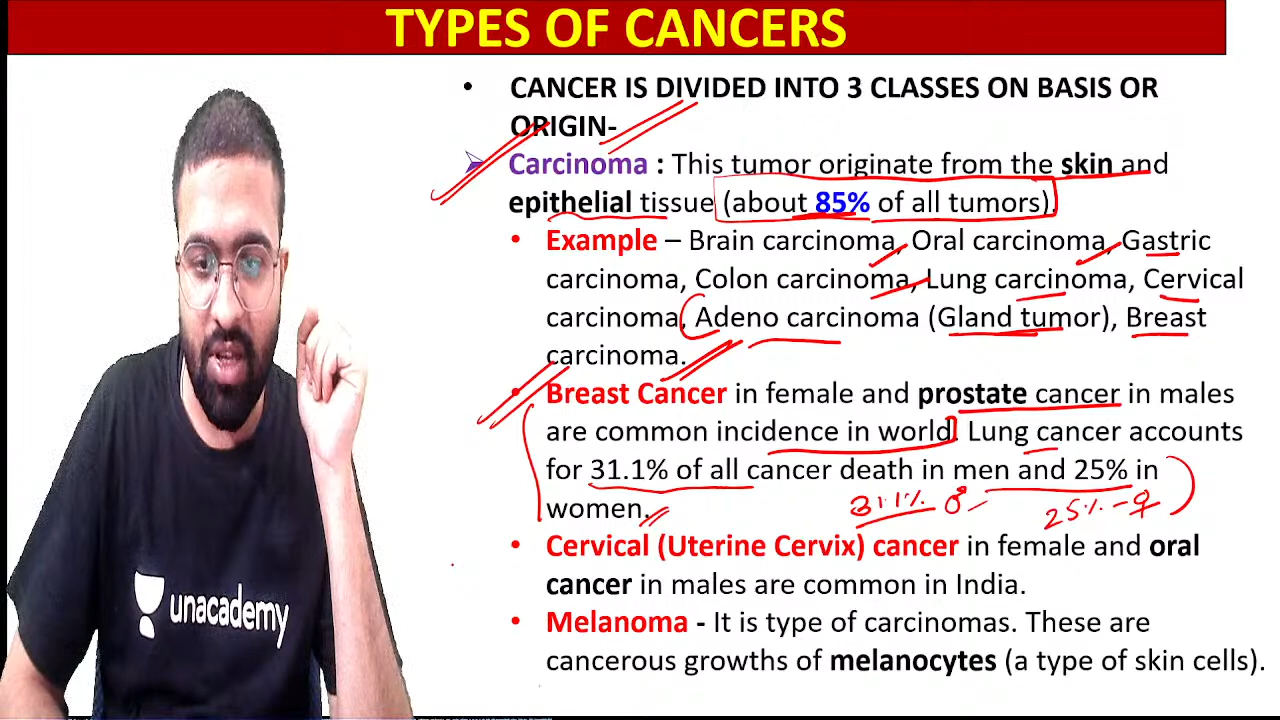 TYPES OF CANCERS
• CANCER IS DIVIDED INTO 3 CLASSES ON BASIS OR
ORIGIN-
➢ Carcinoma : This tumor originate from the skin and
epithelial tissue (about 85% of all tumors).
• Example – Brain carcinoma, Oral carcinoma, Gastric
carcinoma, Colon carcinoma, Lung carcinoma, Cervical
carcinoma, Adeno carcinoma (Gland tumor), Breast
carcinoma.
• Breast Cancer in female and prostate cancer in males
are common incidence in world. Lung cancer accounts
for 31.1% of all cancer death in men and 25% in
women.
31.1% ♂ 25% - ♀
• Cervical (Uterine Cervix) cancer in female and oral
cancer in males are common in India.
• Melanoma - It is type of carcinomas. These are
cancerous growths of melanocytes (a type of skin cells).
unacademy